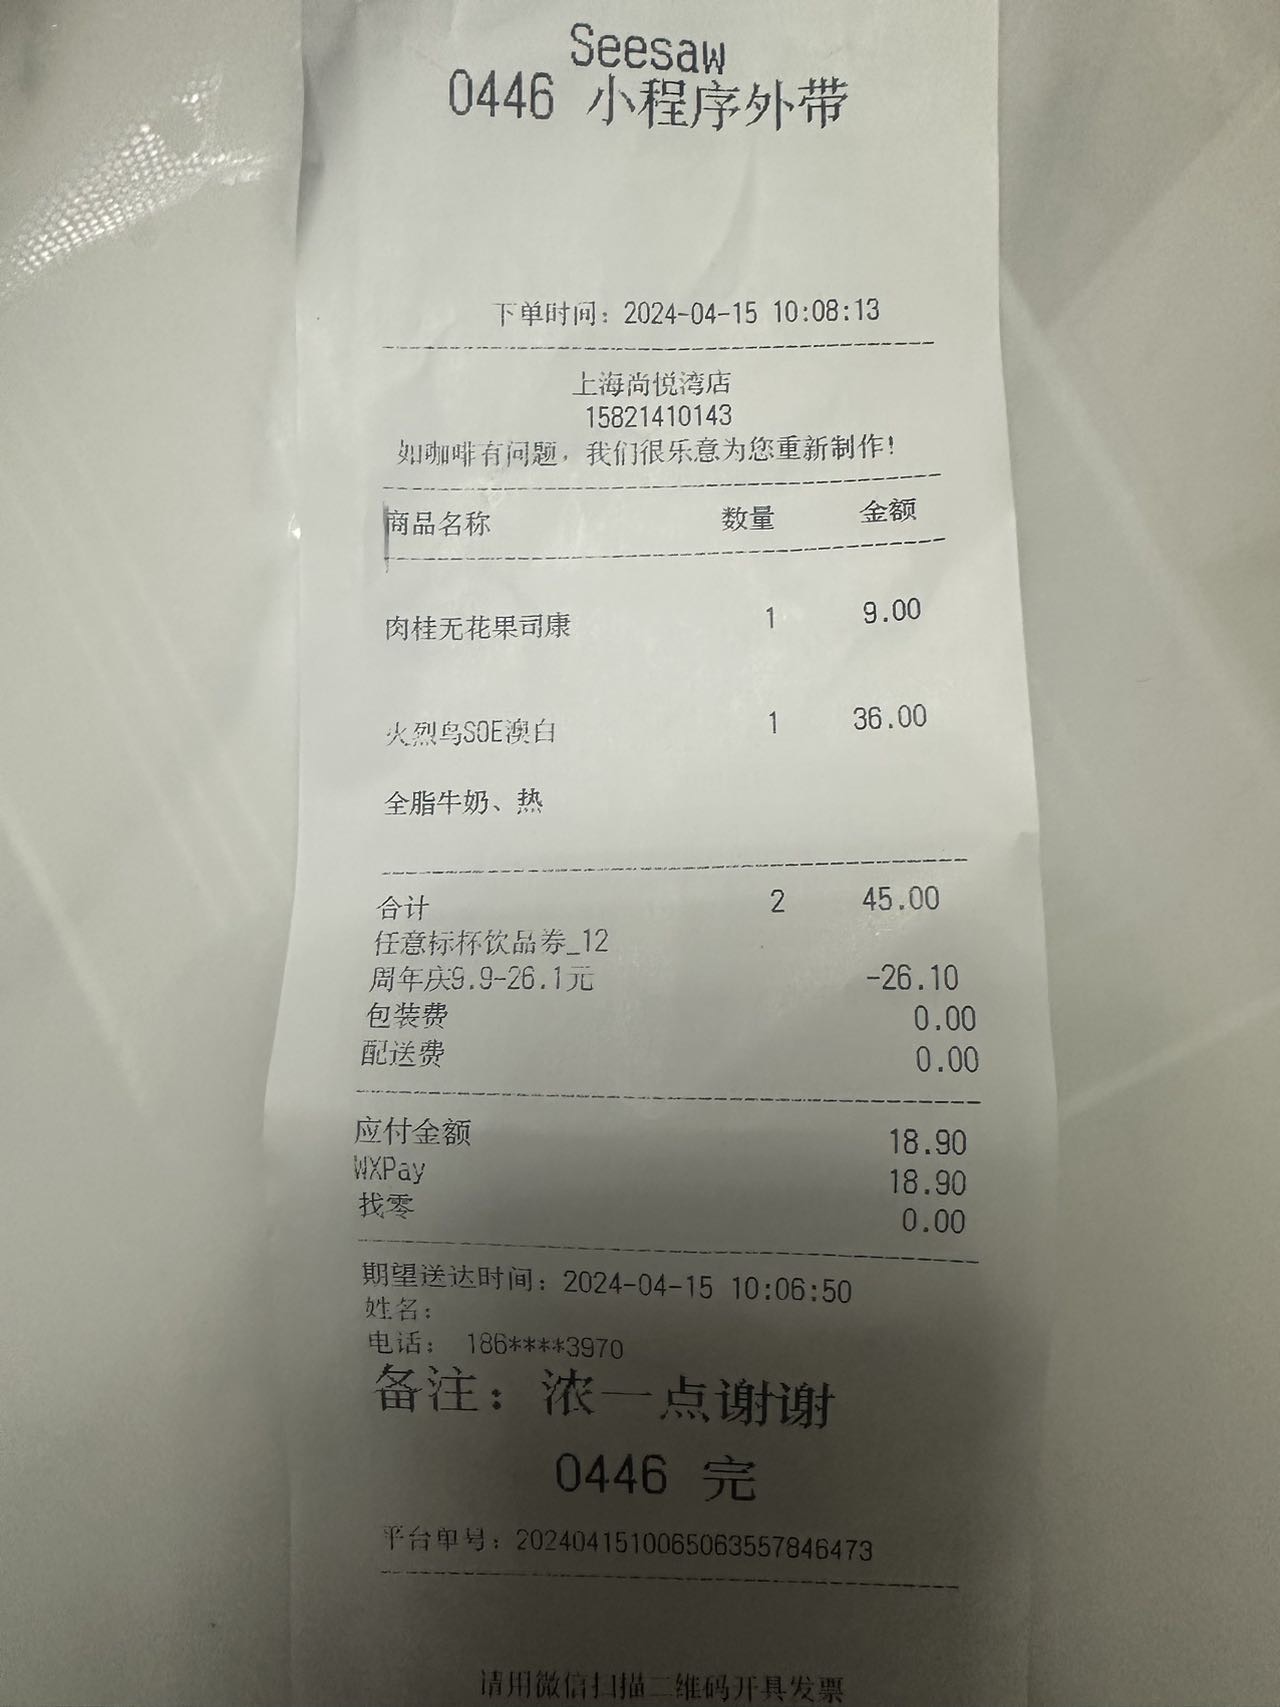 Seesaw
0446 小程序外带
下单时间：2024-04-15 10:08:13
上海尚悦湾店
15821410143
如咖啡有问题，我们很乐意为您重新制作！
商品名称 数量 金额
肉桂无花果司康 1 9.00
火烈鸟SOE澳白 1 36.00
全脂牛奶、热
合计 2 45.00
任意标杯饮品券_12
周年庆9.9-26.1元 -26.10
包装费 0.00
配送费 0.00
应付金额 18.90
WXPay 18.90
找零 0.00
期望送达时间：2024-04-15 10:06:50
姓名：
电话： 186****3970
备注：浓一点谢谢
0446 完
平台单号：2024041510065063557846473
请用微信扫描二维码开具发票